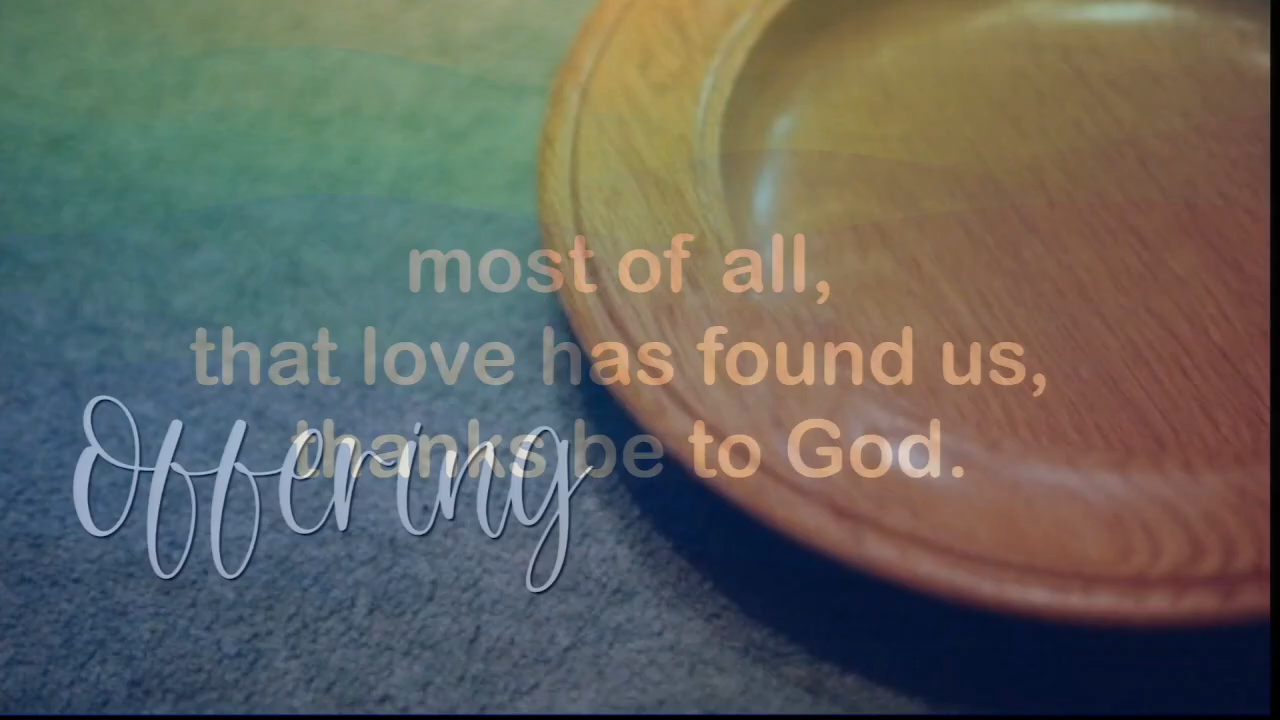 most of all,
that love has found us,
thanks be to God.
Offering